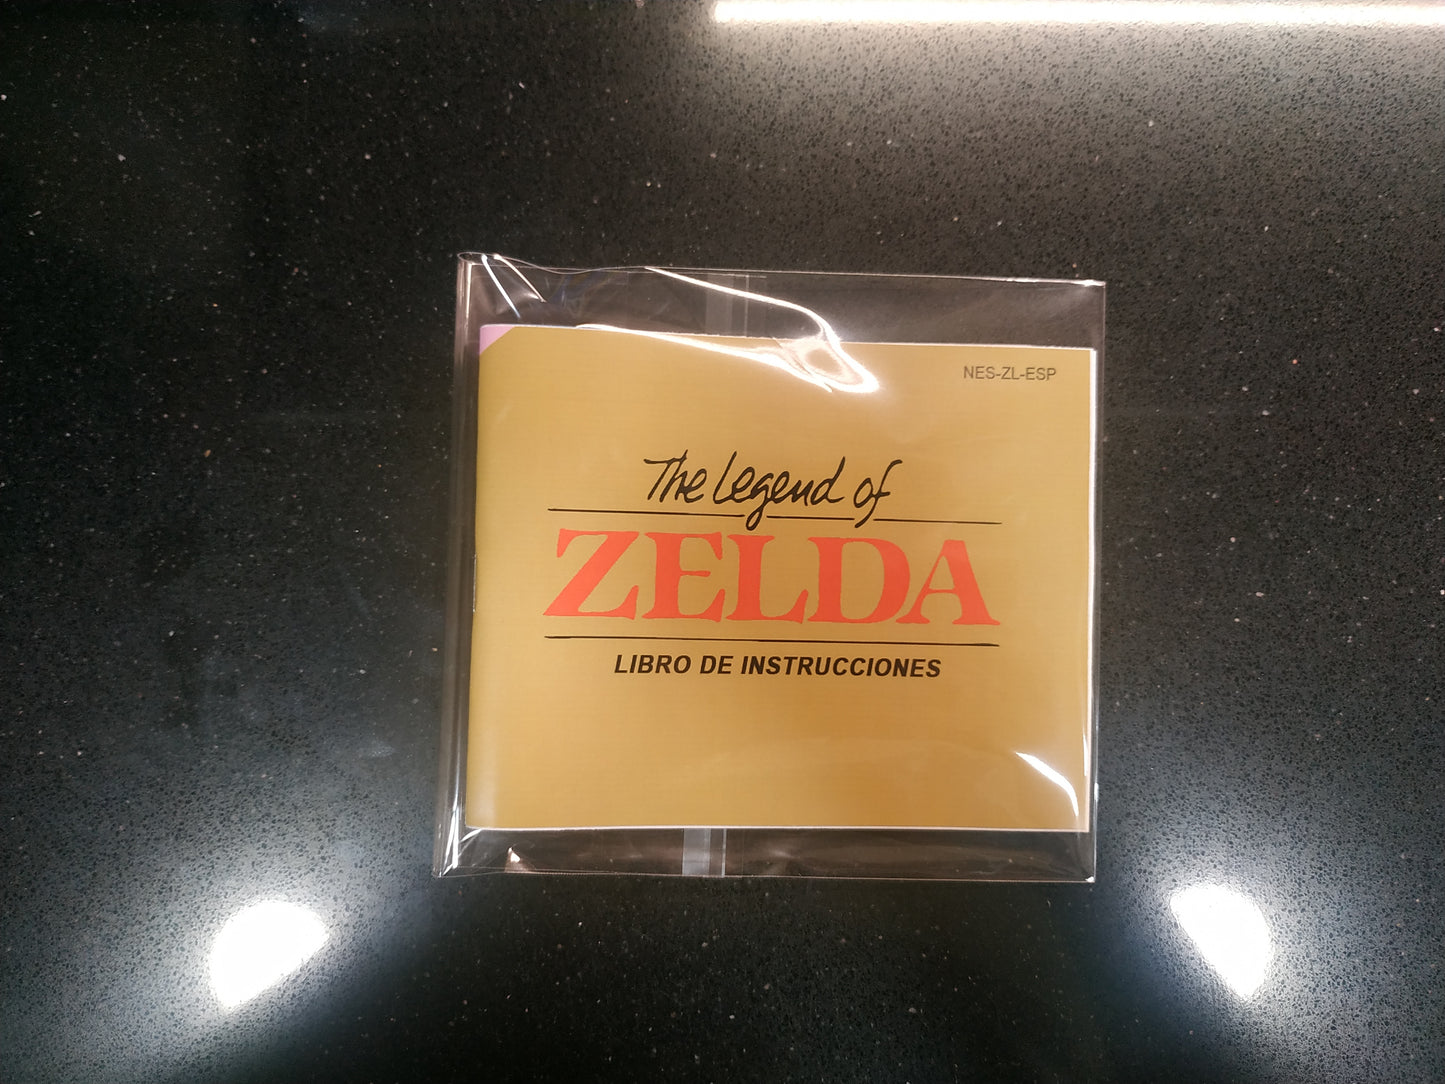 NES-ZL-ESP
The Legend of
ZELDA
LIBRO DE INSTRUCCIONES